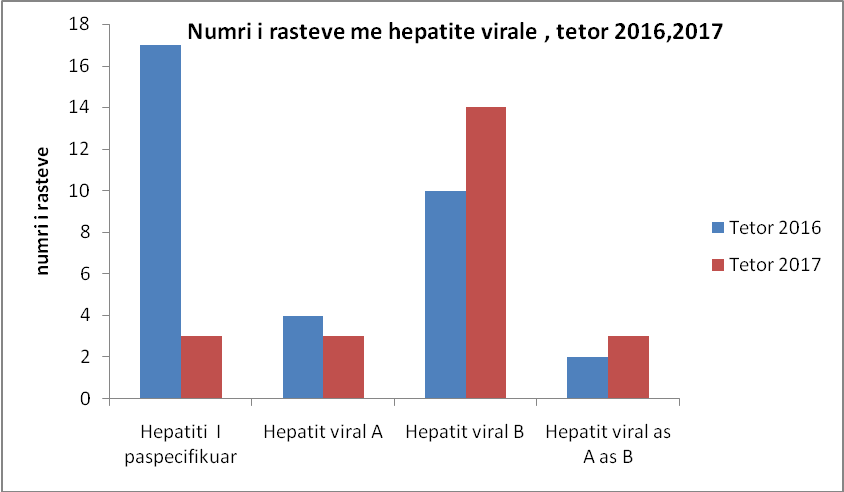 Numri i rasteve me hepatite virale , tetor 2016,2017
numri i rasteve
18
16
14
12
10
8
6
4
2
0
Hepatiti I
paspecifikuar
Hepatit viral A
Hepatit viral B
Hepatit viral as
A as B
Tetor 2016
Tetor 2017